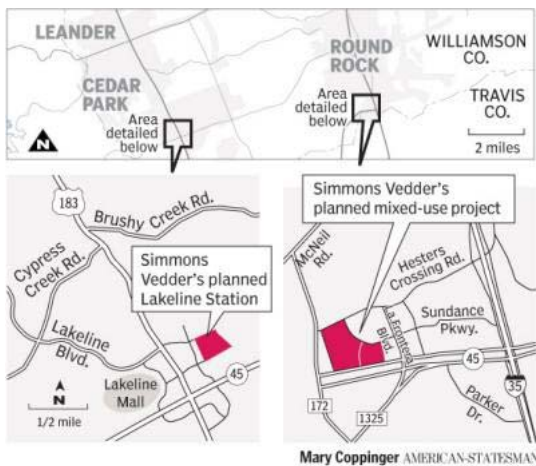 LEANDER
CEDAR
PARK
ROUND
ROCK
WILLIAMSON
CO.
TRAVIS
CO.
Area
detailed
below
Area
detailed
below
N
2 miles
183
Brushy Creek Rd.
Cypress
Creek Rd.
Simmons
Vedder's planned
Lakeline Station
Lakeline
Blvd.
Lakeline
Mall
45
N
1/2 mile
Simmons Vedder's
planned mixed-use project
McNeil
Rd.
Hesters
Crossing Rd.
a Frontera
Blvd.
Sundance
Pkwy.
45
35
172
1325
Parker
Dr.
Mary Coppinger AMERICAN-STATESMAN